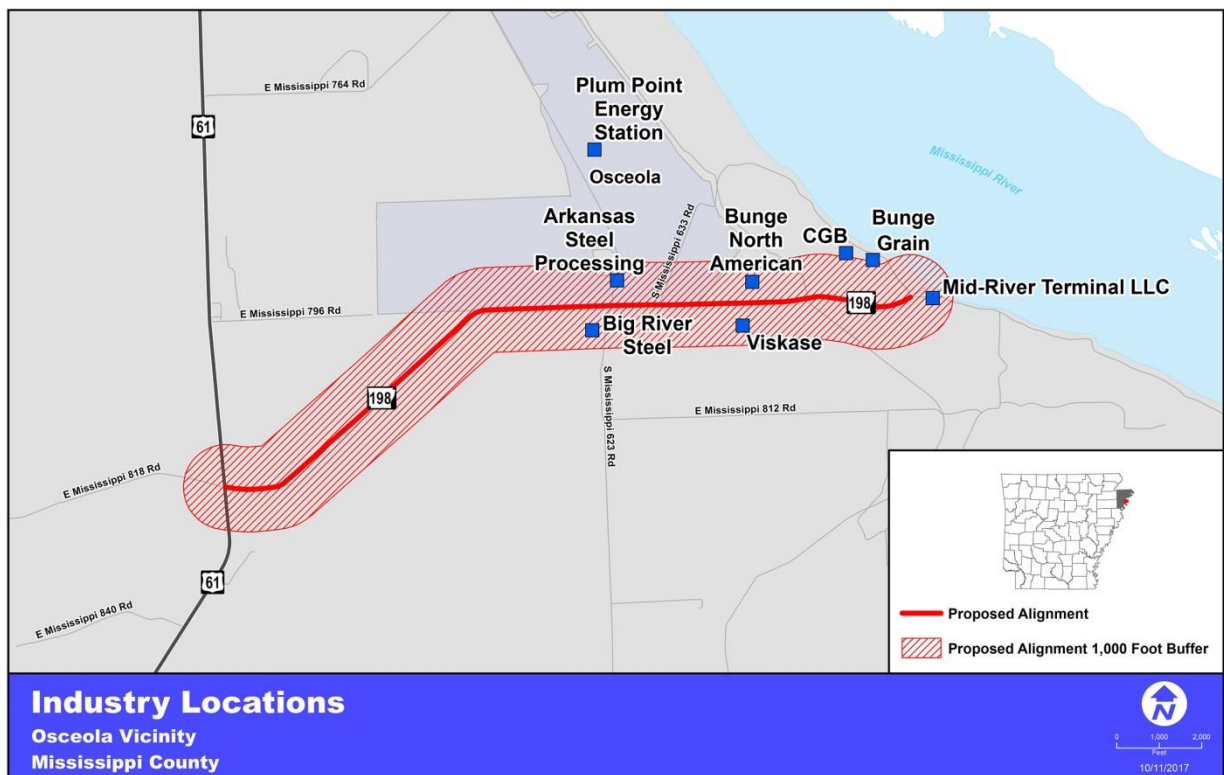 E Mississippi 764 Rd
61
Plum Point
Energy
Station
Osceola
Mississippi River
Arkansas
Steel
Processing
S Mississippi 633 Rd
Bunge
North
American
CGB
Bunge
Grain
Mid-River Terminal LLC
198
E Mississippi 796 Rd
Big River
Steel
Viskase
198
S Mississippi 623 Rd
E Mississippi 812 Rd
E Mississippi 818 Rd
61
E Mississippi 840 Rd
Proposed Alignment
Proposed Alignment 1,000 Foot Buffer
Industry Locations
Osceola Vicinity
Mississippi County
N
0 1,000 2,000
Feet
10/11/2017